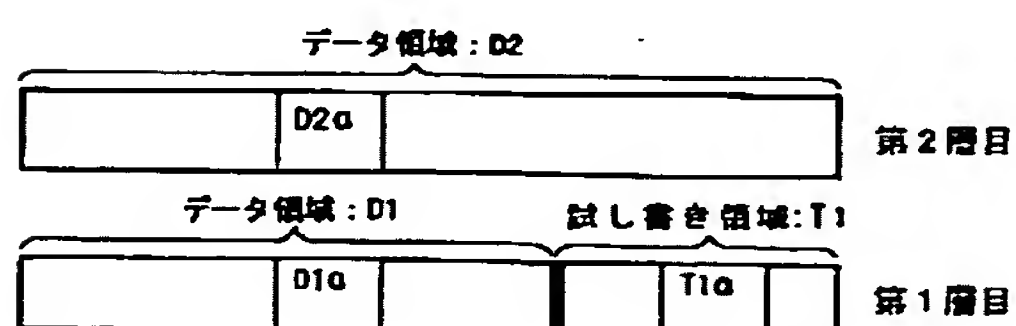 データ領域:D2
D2a
第2層目
データ領域:D1
試し書き領域:T1
D1a
T1a
第1層目